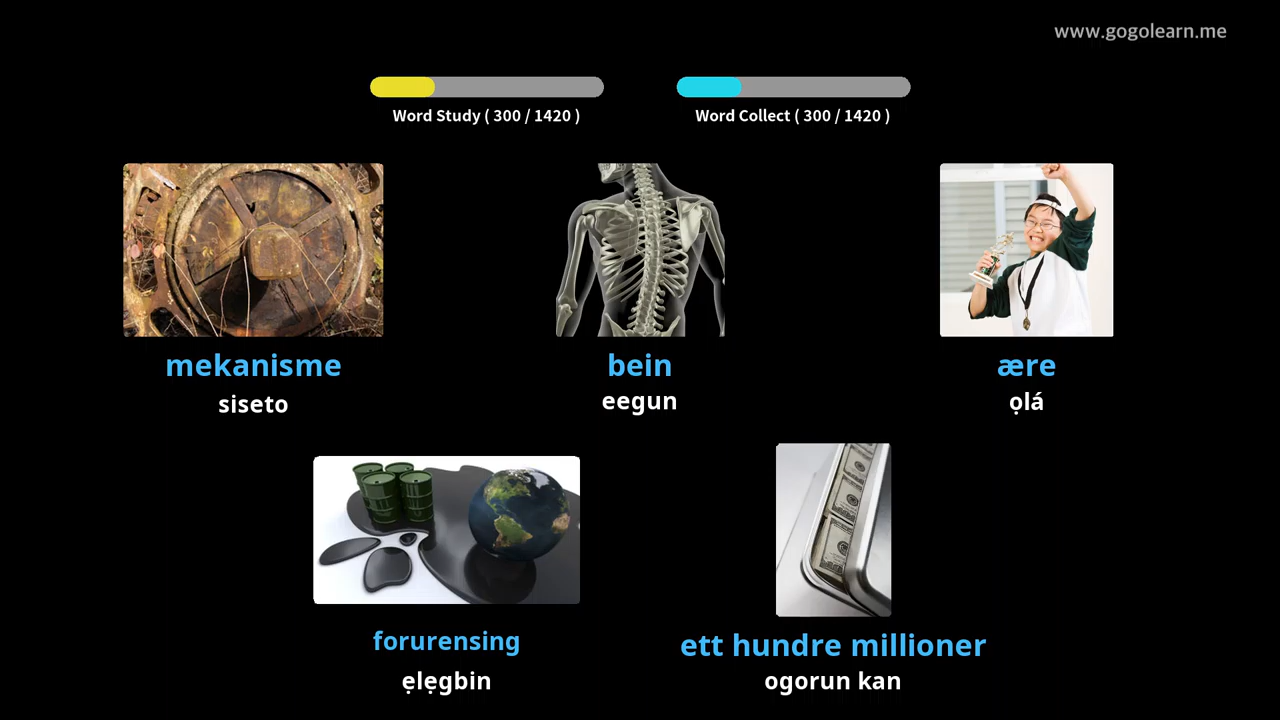 www.gogolearn.me
Word Study ( 300 / 1420 )
Word Collect ( 300 / 1420 )
mekanisme
siseto
bein
eegun
ære
ọlá
forurensing
ẹlẹgbin
ett hundre millioner
ogorun kan